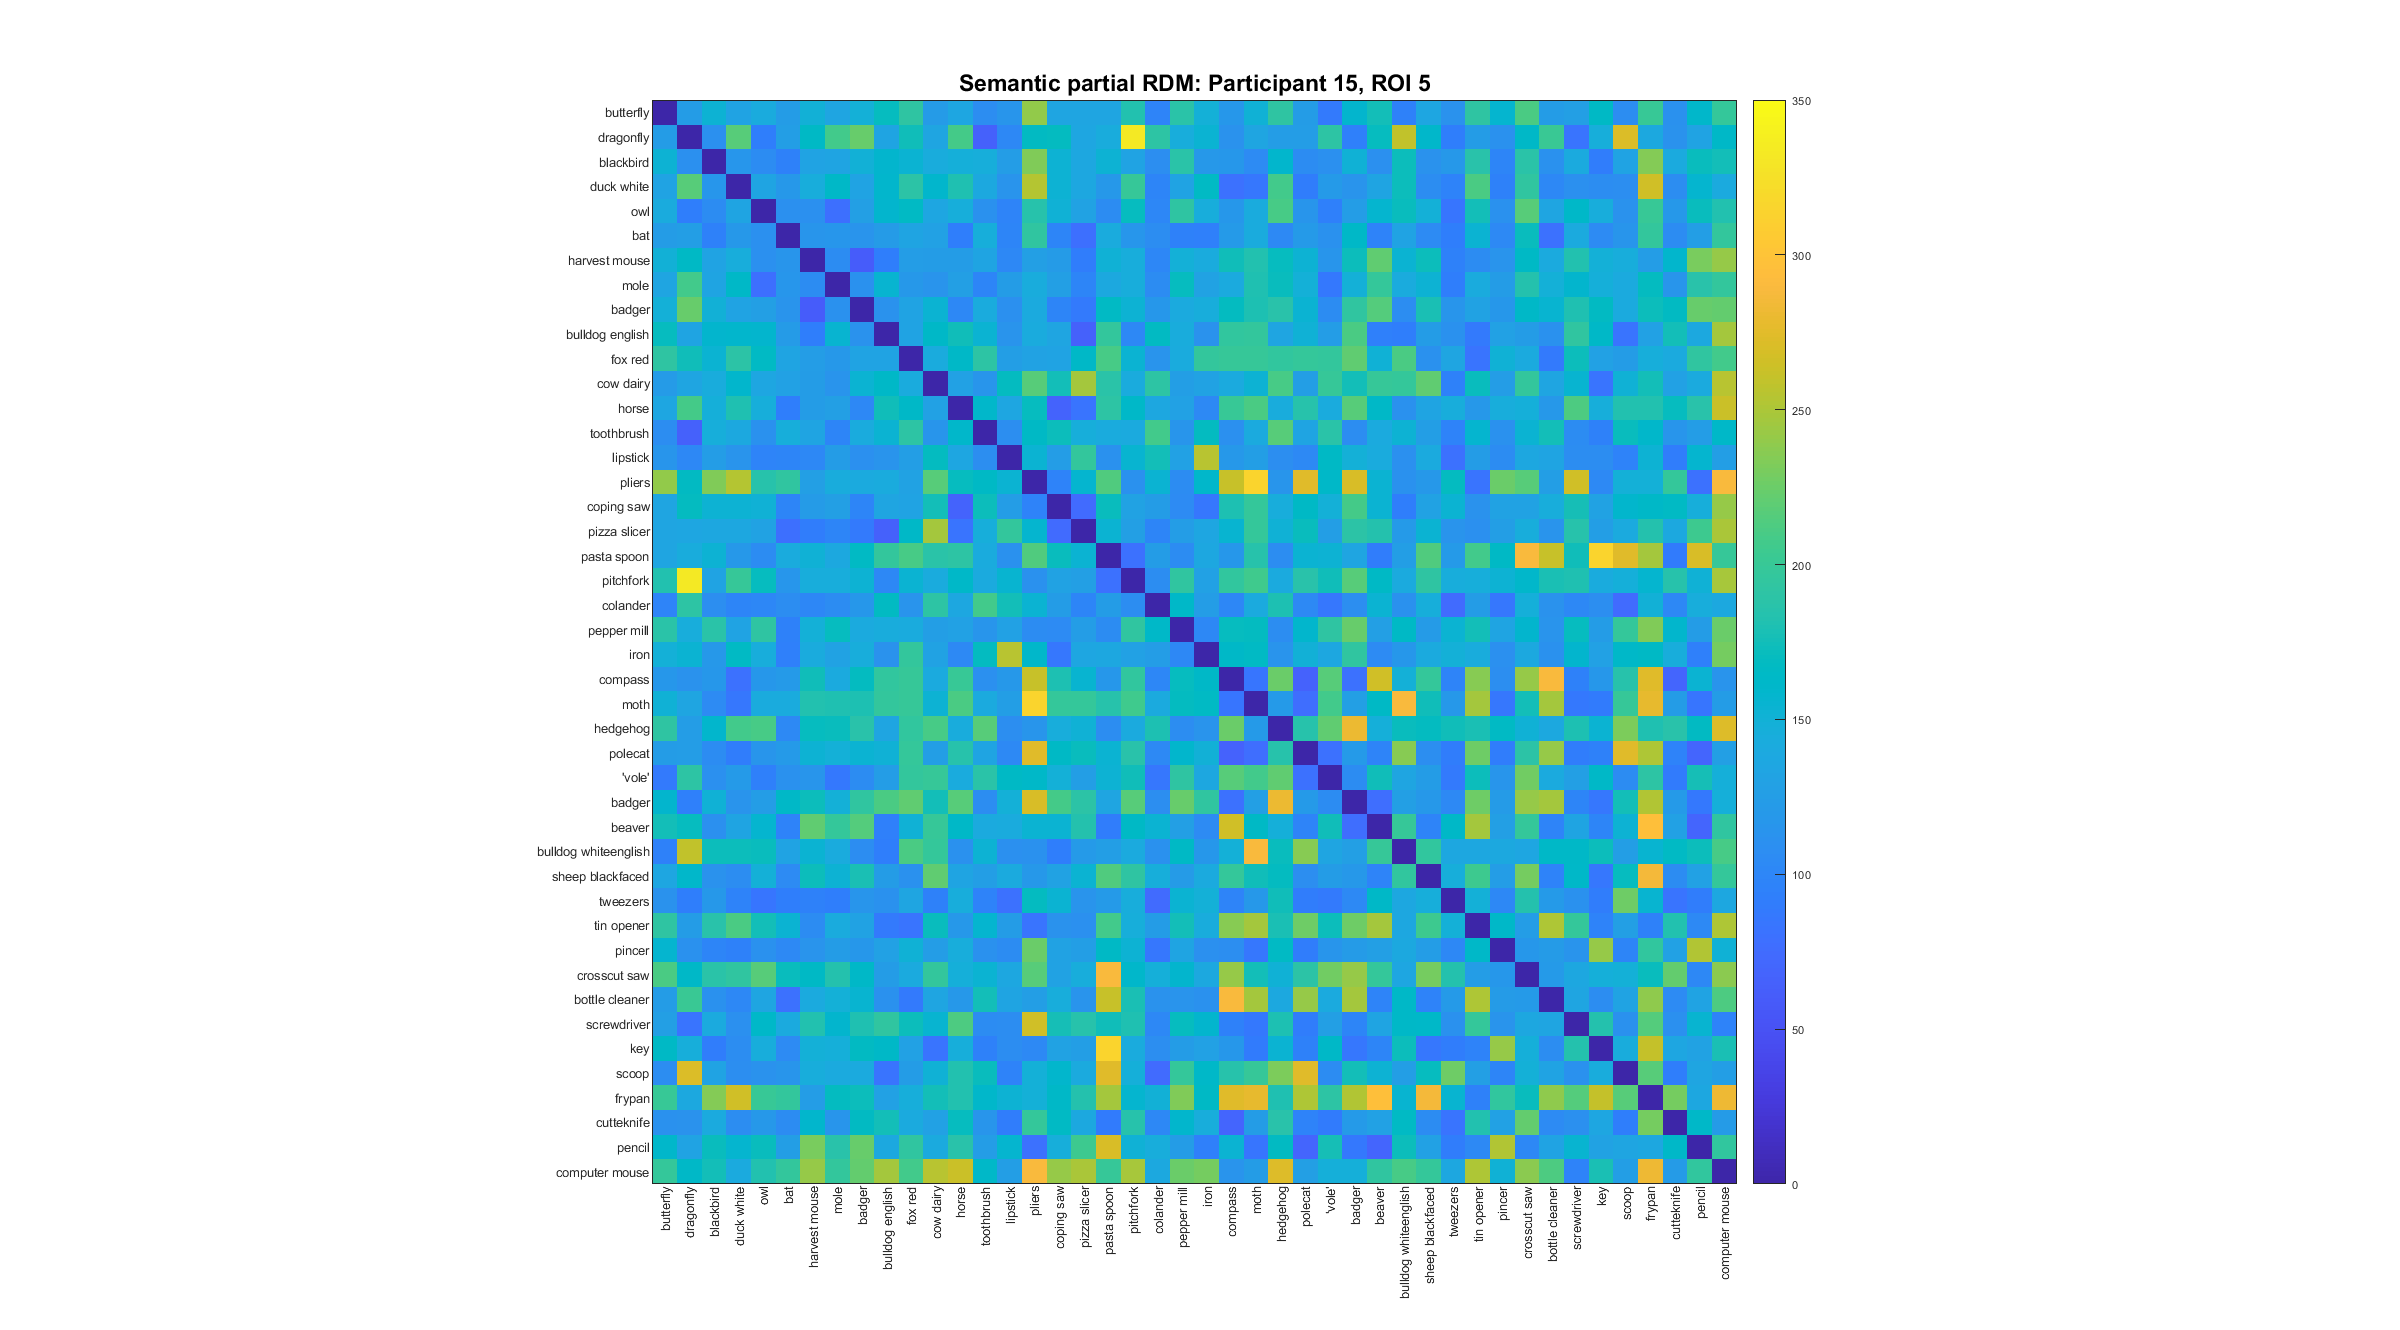 Semantic partial RDM: Participant 15, ROI 5
butterfly
dragonfly
blackbird
duck white
owl
bat
harvest mouse
mole
badger
bulldog english
fox red
cow dairy
horse
toothbrush
lipstick
pliers
coping saw
pizza slicer
pasta spoon
pitchfork
colander
pepper mill
iron
compass
moth
hedgehog
polecat
'vole'
badger
beaver
bulldog whiteenglish
sheep blackfaced
tweezers
tin opener
pincer
crosscut saw
bottle cleaner
screwdriver
key
scoop
frypan
cutteknife
pencil
computer mouse
butterfly
dragonfly
blackbird
duck white
owl
bat
harvest mouse
mole
badger
bulldog english
fox red
cow dairy
horse
toothbrush
lipstick
pliers
coping saw
pizza slicer
pasta spoon
pitchfork
colander
pepper mill
iron
compass
moth
hedgehog
polecat
'vole'
badger
beaver
bulldog whiteenglish
sheep blackfaced
tweezers
tin opener
pincer
crosscut saw
bottle cleaner
screwdriver
key
scoop
frypan
cutteknife
pencil
computer mouse
350
300
250
200
150
100
50
0